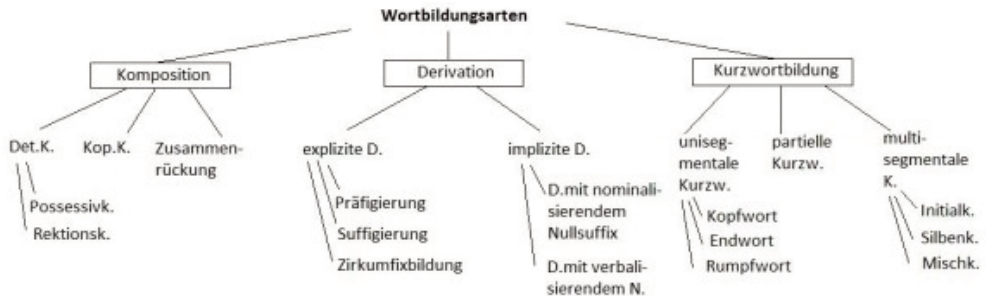 Wortbildungsarten
Komposition
Derivation
Kurzwortbildung
Det.K.
Kop.K.
Zusammen-
rückung
Possessivk.
Rektionsk.
explizite D.
Präfigierung
Suffigierung
Zirkumfixbildung
implizite D.
D.mit nominali-
sierendem
Nullsuffix
D.mit verbali-
sierendem N.
uniseg-
mentale
Kurzw.
Kopfwort
Endwort
Rumpfwort
partielle
Kurzw.
multi-
segmentale
K.
Initialk.
Silbenk.
Mischk.